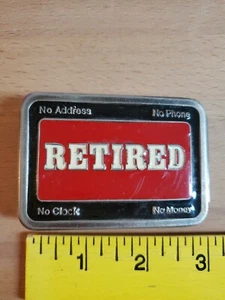 No Address No Phone
RETIRED
No Clock No Money
1 2 3